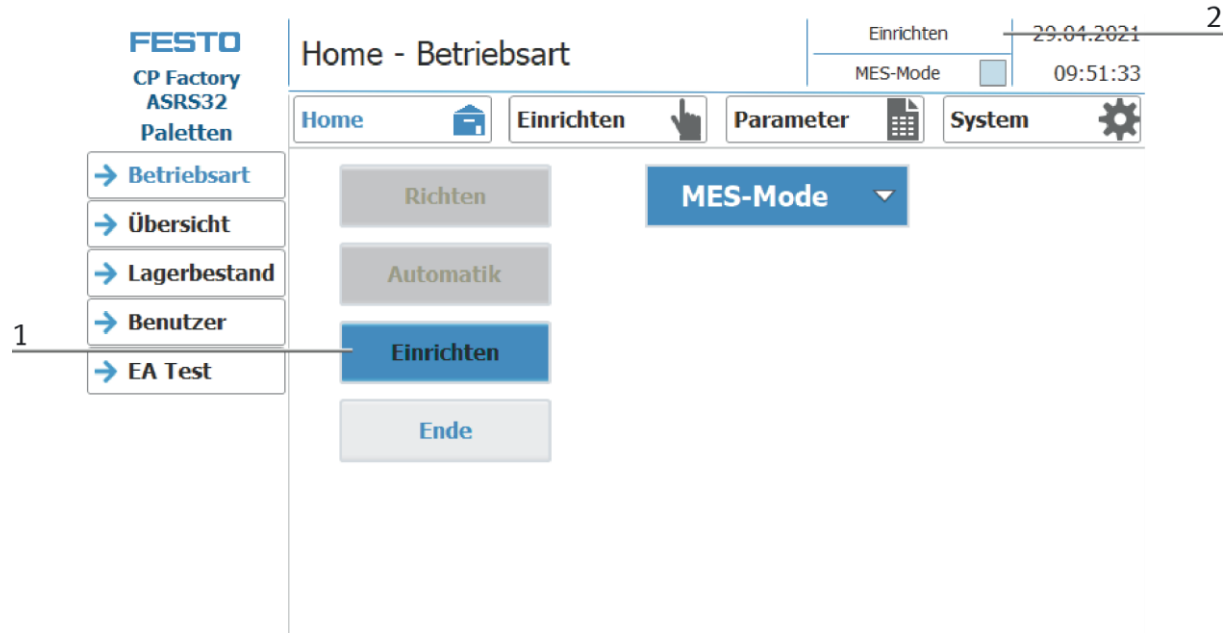 FESTO
CP Factory
ASRS32
Paletten
Home - Betriebsart
Einrichten
29.04.2021
2
MES-Mode
09:51:33
Home
Einrichten
Parameter
System
Betriebsart
Übersicht
Lagerbestand
Benutzer
EA Test
1
Richten
MES-Mode
Automatik
Einrichten
Ende